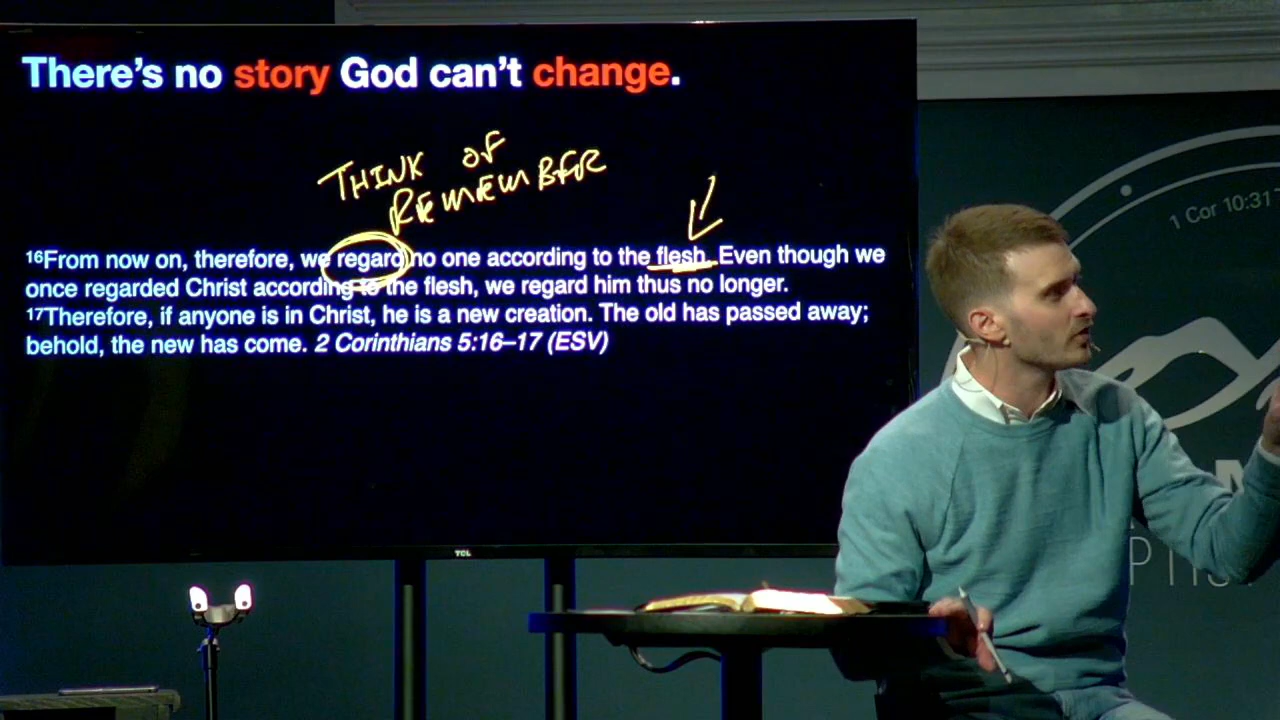 There's no story God can't change.
THINK OF
REMEMBER
16From now on, therefore, we regard no one according to the flesh. Even though we
once regarded Christ according to the flesh, we regard him thus no longer.
17Therefore, if anyone is in Christ, he is a new creation. The old has passed away;
behold, the new has come. 2 Corinthians 5:16–17 (ESV)
1 Cor 10:31
TCL